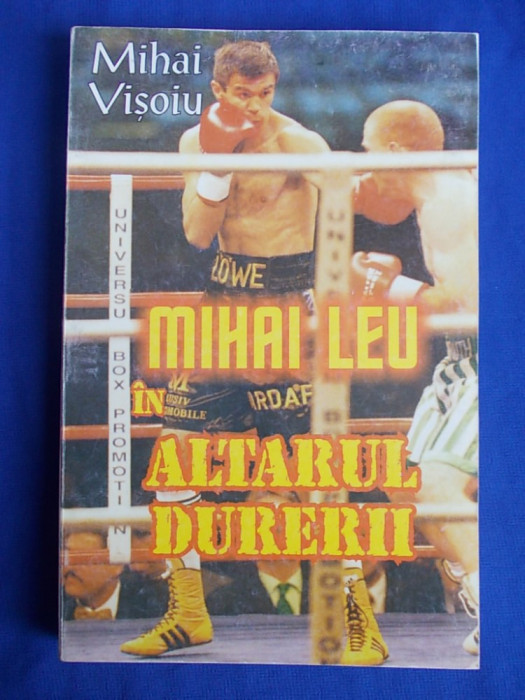 Mihai
Vișoiu
UNIVERSU BOX PROMOTI N
LÖWE
MIHAI LEU
ÎN
ALTARUL
DURERII